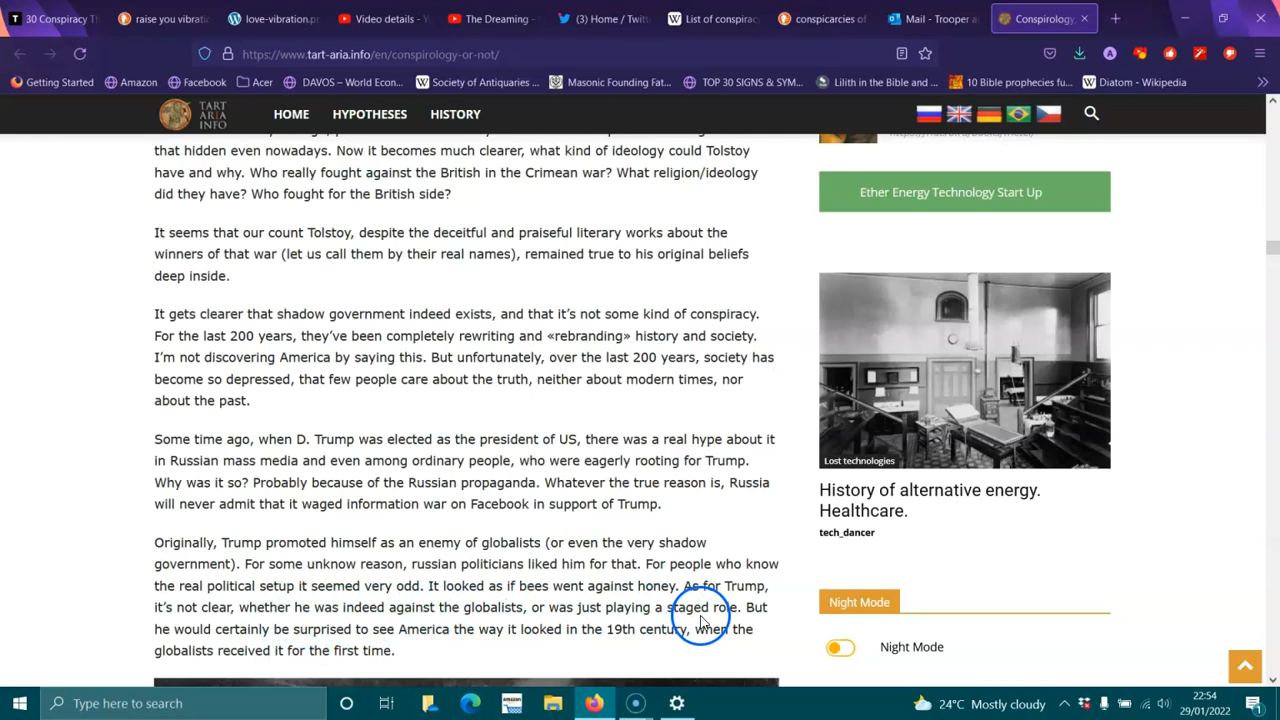 30 Conspiracy T
raise you vibrati
love-vibration.pr
Video details - Y
The Dreaming -
(3) Home / Twitt
List of conspirac
conspicarcies of
Mail - Trooper a
Conspirology,
https://www.tart-aria.info/en/conspirology-or-not/
Getting Started
Amazon
Facebook
Acer
DAVOS – World Econ...
Society of Antiquaries ...
Masonic Founding Fat...
TOP 30 SIGNS & SYM...
Lilith in the Bible and ...
10 Bible prophecies fu...
Diatom - Wikipedia
TART
ARIA
INFO
HOME
HYPOTHESES
HISTORY
that hidden even nowadays. Now it becomes much clearer, what kind of ideology could Tolstoy
have and why. Who really fought against the British in the Crimean war? What religion/ideology
did they have? Who fought for the British side?
It seems that our count Tolstoy, despite the deceitful and praiseful literary works about the
winners of that war (let us call them by their real names), remained true to his original beliefs
deep inside.
It gets clearer that shadow government indeed exists, and that it's not some kind of conspiracy.
For the last 200 years, they've been completely rewriting and «rebranding» history and society.
I'm not discovering America by saying this. But unfortunately, over the last 200 years, society has
become so depressed, that few people care about the truth, neither about modern times, nor
about the past.
Some time ago, when D. Trump was elected as the president of US, there was a real hype about it
in Russian mass media and even among ordinary people, who were eagerly rooting for Trump.
Why was it so? Probably because of the Russian propaganda. Whatever the true reason is, Russia
will never admit that it waged information war on Facebook in support of Trump.
Originally, Trump promoted himself as an enemy of globalists (or even the very shadow
government). For some unknow reason, russian politicians liked him for that. For people who know
the real political setup it seemed very odd. It looked as if bees went against honey. As for Trump,
it's not clear, whether he was indeed against the globalists, or was just playing a staged role. But
he would certainly be surprised to see America the way it looked in the 19th century, when the
globalists received it for the first time.
Ether Energy Technology Start Up
Lost technologies
History of alternative energy.
Healthcare.
tech_dancer
Night Mode
Night Mode
Type here to search
24°C Mostly cloudy
22:54
29/01/2022